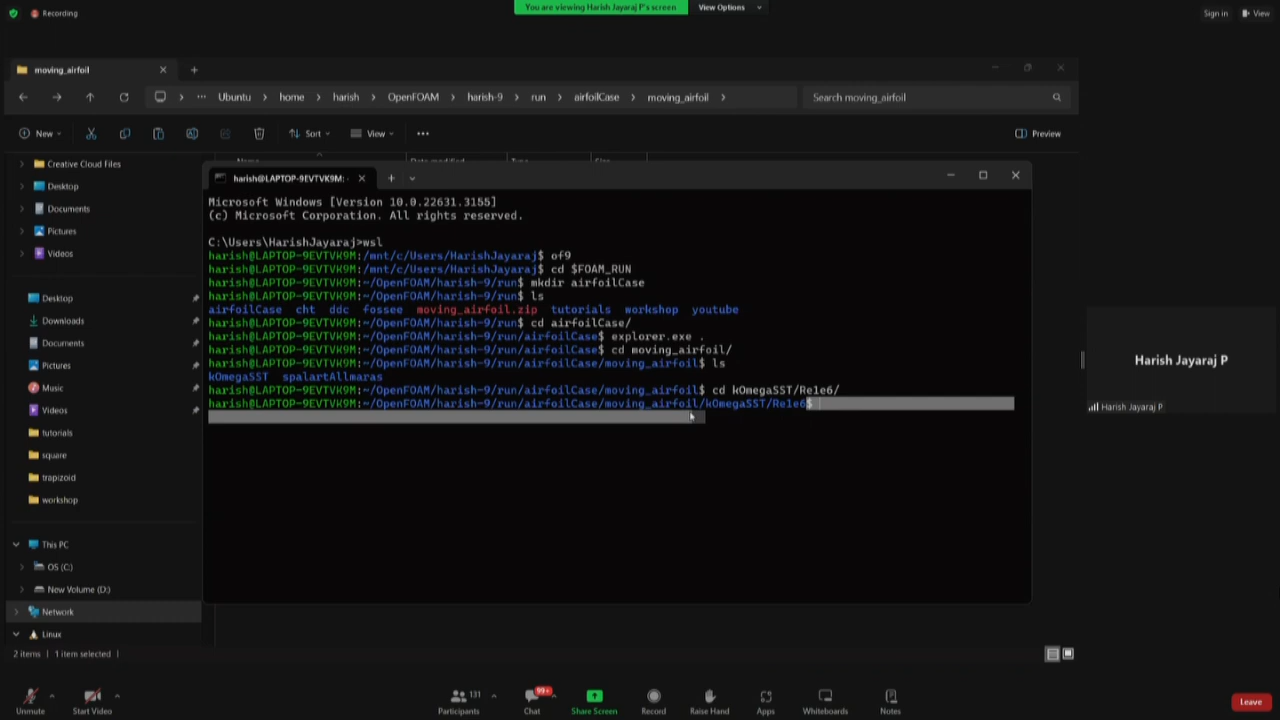 Recording
You are viewing Harish Jayaraj P's screen
View Options
Sign in
View
moving_airfoil
Ubuntu
home
harish
OpenFOAM
harish-9
run
airfoilCase
moving_airfoil
Search moving_airfoil
New
Sort
View
Preview
Creative Cloud Files
Desktop
Documents
Pictures
Videos
Desktop
Downloads
Documents
Pictures
Music
Videos
tutorials
square
trapizoid
workshop
This PC
OS (C:)
New Volume (D:)
Network
Linux
2 items
1 item selected
harish@LAPTOP-9EVTVK9M:
Microsoft Windows [Version 10.0.22631.3155]
(c) Microsoft Corporation. All rights reserved.
C:\Users\HarishJayaraj>wsl
harish@LAPTOP-9EVTVK9M:/mnt/c/Users/HarishJayaraj$ of9
harish@LAPTOP-9EVTVK9M:/mnt/c/Users/HarishJayaraj$ cd $FOAM_RUN
harish@LAPTOP-9EVTVK9M:~/OpenFOAM/harish-9/run$ mkdir airfoilCase
harish@LAPTOP-9EVTVK9M:~/OpenFOAM/harish-9/run$ ls
airfoilCase cht ddc fossee moving_airfoil.zip tutorials workshop youtube
harish@LAPTOP-9EVTVK9M:~/OpenFOAM/harish-9/run$ cd airfoilCase/
harish@LAPTOP-9EVTVK9M:~/OpenFOAM/harish-9/run/airfoilCase$ explorer.exe .
harish@LAPTOP-9EVTVK9M:~/OpenFOAM/harish-9/run/airfoilCase$ cd moving_airfoil/
harish@LAPTOP-9EVTVK9M:~/OpenFOAM/harish-9/run/airfoilCase/moving_airfoil$ ls
kOmegaSST spalartAllmaras
harish@LAPTOP-9EVTVK9M:~/OpenFOAM/harish-9/run/airfoilCase/moving_airfoil$ cd kOmegaSST/Re1e6/
harish@LAPTOP-9EVTVK9M:~/OpenFOAM/harish-9/run/airfoilCase/moving_airfoil/kOmegaSST/Re1e6$
Harish Jayaraj P
Harish Jayaraj P
Unmute
Start Video
131
Participants
99+
Chat
Share Screen
Record
Raise Hand
Apps
Whiteboards
Notes
Leave